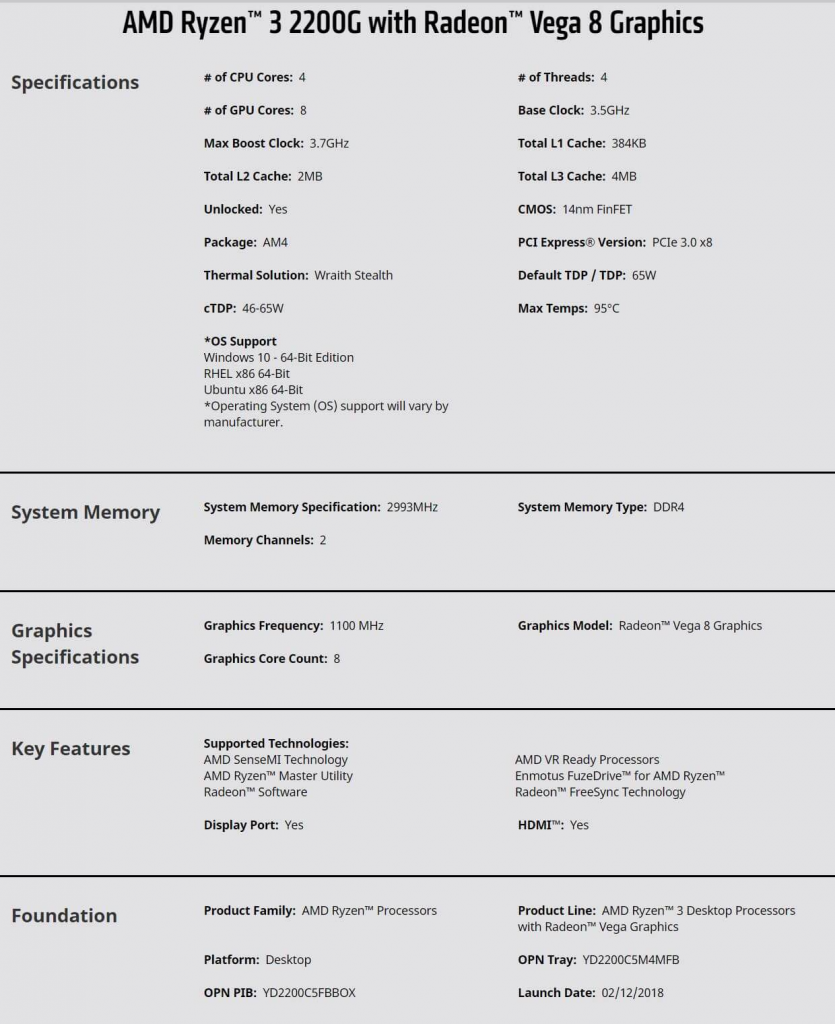 AMD Ryzen™ 3 2200G with Radeon™ Vega 8 Graphics
Specifications
# of CPU Cores: 4
# of Threads: 4
# of GPU Cores: 8
Base Clock: 3.5GHz
Max Boost Clock: 3.7GHz
Total L1 Cache: 384KB
Total L2 Cache: 2MB
Total L3 Cache: 4MB
Unlocked: Yes
CMOS: 14nm FinFET
Package: AM4
PCI Express® Version: PCIe 3.0 x8
Thermal Solution: Wraith Stealth
Default TDP / TDP: 65W
cTDP: 46-65W
Max Temps: 95°C
*OS Support
Windows 10 - 64-Bit Edition
RHEL x86 64-Bit
Ubuntu x86 64-Bit
*Operating System (OS) support will vary by
manufacturer.
System Memory
System Memory Specification: 2993MHz
System Memory Type: DDR4
Memory Channels: 2
Graphics
Specifications
Graphics Frequency: 1100 MHz
Graphics Model: Radeon™ Vega 8 Graphics
Graphics Core Count: 8
Key Features
Supported Technologies:
AMD SenseMI Technology
AMD Ryzen™ Master Utility
Radeon™ Software
AMD VR Ready Processors
Enmotus FuzeDrive™ for AMD Ryzen™
Radeon™ FreeSync Technology
Display Port: Yes
HDMI™: Yes
Foundation
Product Family: AMD Ryzen™ Processors
Product Line: AMD Ryzen™ 3 Desktop Processors
with Radeon™ Vega Graphics
Platform: Desktop
OPN Tray: YD2200C5M4MFB
OPN PIB: YD2200C5FBBOX
Launch Date: 02/12/2018